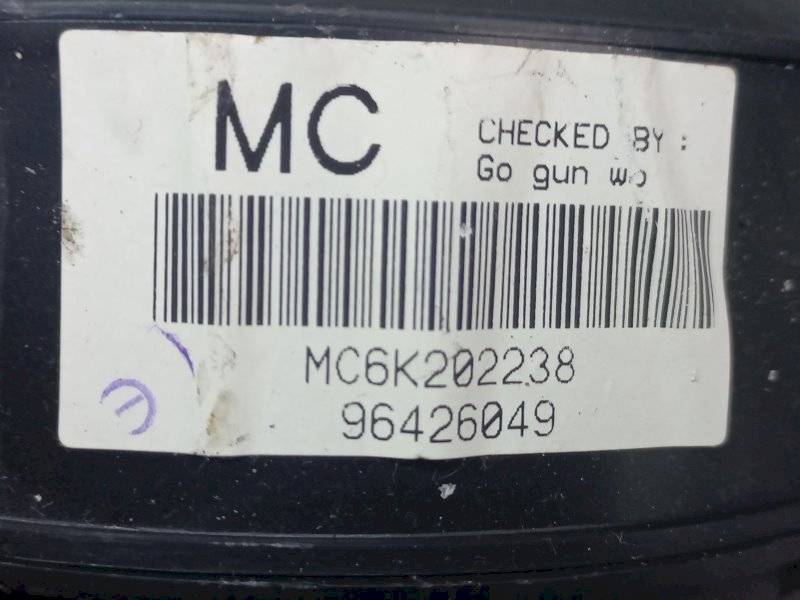 MC
CHECKED BY :
Go gun wo
MC6K202238
96426049